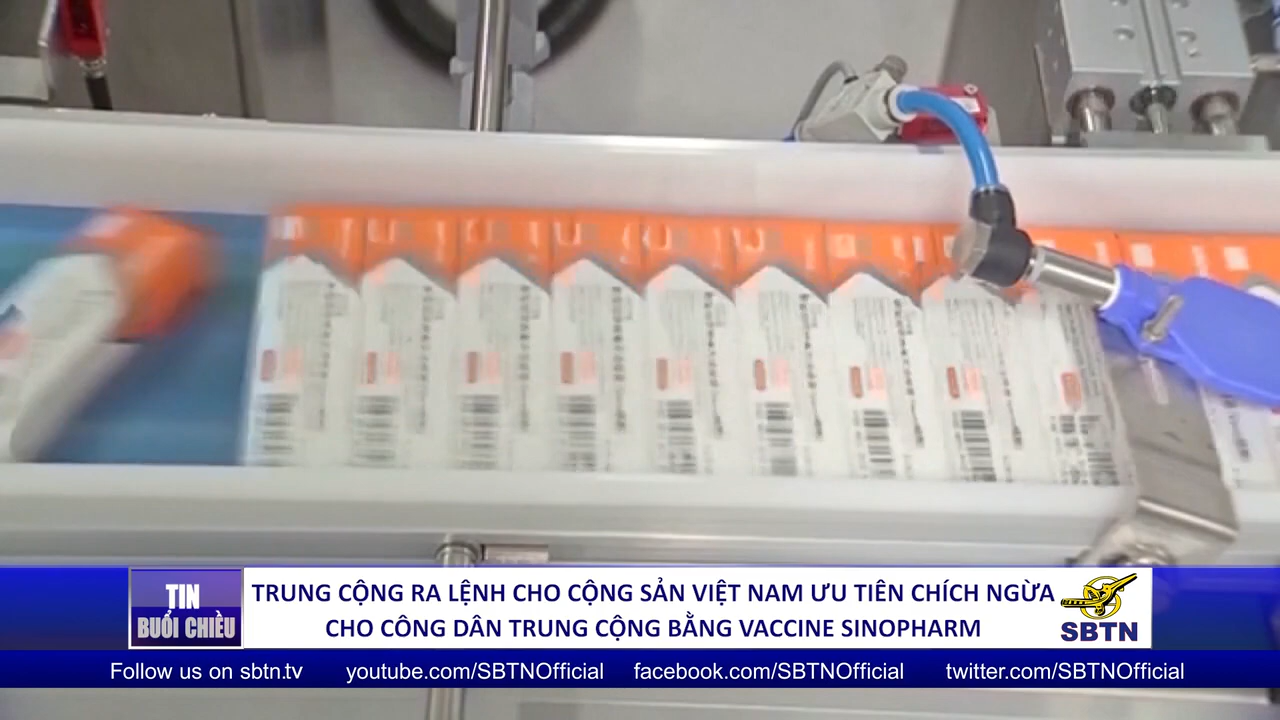 TIN
BUỔI CHIỀU
TRUNG CỘNG RA LỆNH CHO CỘNG SẢN VIỆT NAM ƯU TIÊN CHÍCH NGỪA
CHO CÔNG DÂN TRUNG CỘNG BẰNG VACCINE SINOPHARM
SBTN
Follow us on sbtn.tv youtube.com/SBTNOfficial facebook.com/SBTNOfficial twitter.com/SBTNOfficial